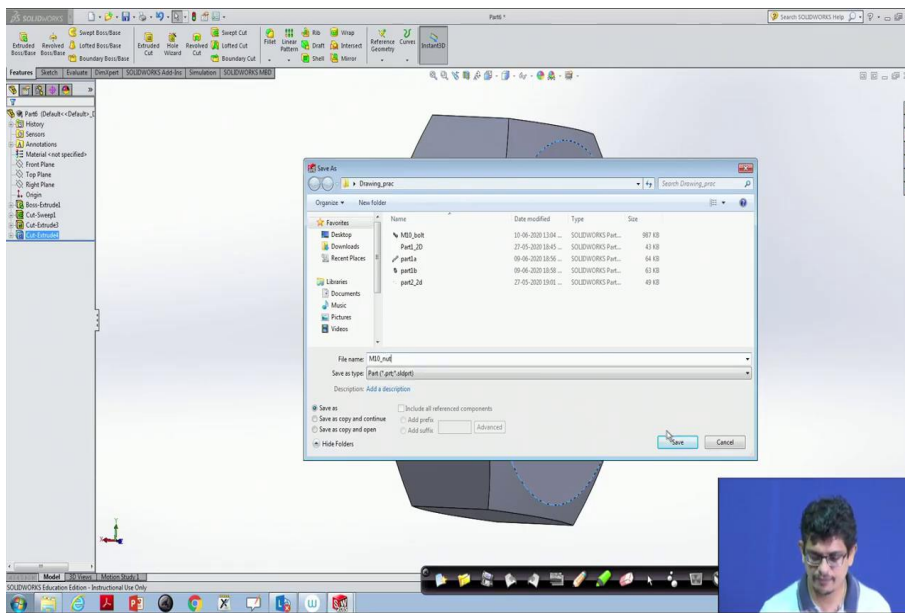 SOLIDWORKS
Part6 *
Search SOLIDWORKS Help
Extruded Boss/Base
Revolved Boss/Base
Swept Boss/Base
Lofted Boss/Base
Boundary Boss/Base
Extruded Cut
Hole Wizard
Revolved Cut
Swept Cut
Lofted Cut
Boundary Cut
Fillet
Linear Pattern
Rib
Draft
Shell
Wrap
Intersect
Mirror
Reference Geometry
Curves
Instant3D
Features Sketch Evaluate DimXpert SOLIDWORKS Add-Ins Simulation SOLIDWORKS MBD
Part6 (Default<<Default>_D
History
Sensors
Annotations
Material <not specified>
Front Plane
Top Plane
Right Plane
Origin
Boss-Extrude1
Cut-Sweep1
Cut-Extrude3
Cut-Extrude4
Save As
Drawing_prac
Search Drawing_prac
Organize New folder
Favorites
Desktop
Downloads
Recent Places
Libraries
Documents
Music
Pictures
Videos
Name Date modified Type Size
M10_bolt 10-06-2020 13:04 ... SOLIDWORKS Part... 987 KB
Part1_2D 27-05-2020 18:45 ... SOLIDWORKS Part... 43 KB
part1a 09-06-2020 18:56 ... SOLIDWORKS Part... 64 KB
part1b 09-06-2020 18:58 ... SOLIDWORKS Part... 63 KB
part2_2d 27-05-2020 19:01 ... SOLIDWORKS Part... 49 KB
File name: M10_nut
Save as type: Part (*.prt;*.sldprt)
Description: Add a description
Save as
Save as copy and continue
Save as copy and open
Include all referenced components
Add prefix
Add suffix
Advanced
Hide Folders
Save
Cancel
Model 3D Views Motion Study 1
SOLIDWORKS Education Edition - Instructional Use Only